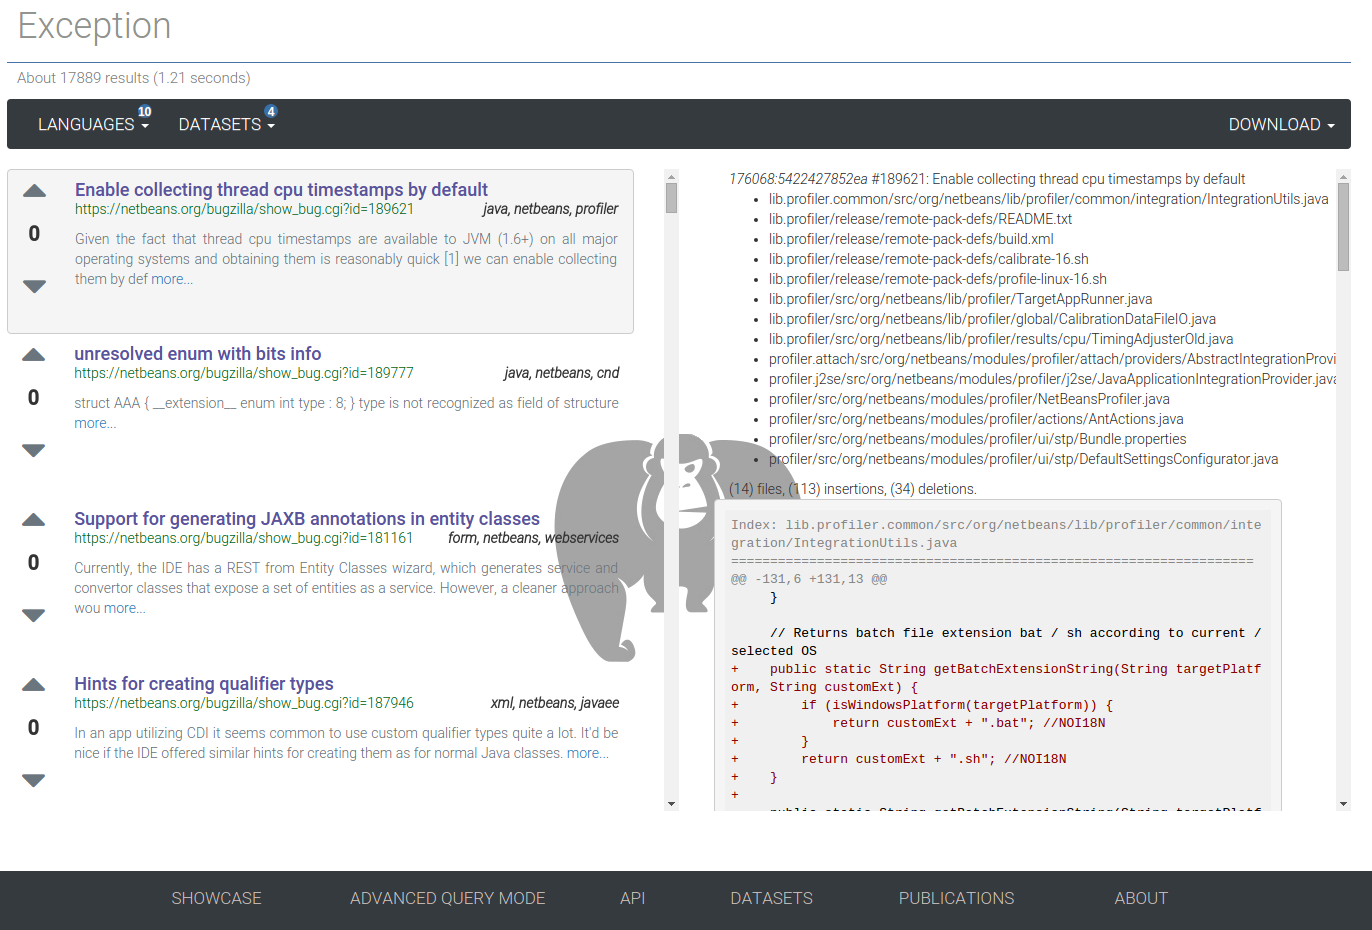 Exception
About 17889 results (1.21 seconds)
LANGUAGES 10 DATASETS 4 DOWNLOAD
Enable collecting thread cpu timestamps by default
https://netbeans.org/bugzilla/show_bug.cgi?id=189621 java, netbeans, profiler
0
Given the fact that thread cpu timestamps are available to JVM (1.6+) on all major
operating systems and obtaining them is reasonably quick [1] we can enable collecting
them by def more...
unresolved enum with bits info
https://netbeans.org/bugzilla/show_bug.cgi?id=189777 java, netbeans, cnd
0
struct AAA { __extension__ enum int type : 8; } type is not recognized as field of structure
more...
Support for generating JAXB annotations in entity classes
https://netbeans.org/bugzilla/show_bug.cgi?id=181161 form, netbeans, webservices
0
Currently, the IDE has a REST from Entity Classes wizard, which generates service and
convertor classes that expose a set of entities as a service. However, a cleaner approach
wou more...
Hints for creating qualifier types
https://netbeans.org/bugzilla/show_bug.cgi?id=187946 xml, netbeans, javaee
0
In an app utilizing CDI it seems common to use custom qualifier types quite a lot. It'd be
nice if the IDE offered similar hints for creating them as for normal Java classes. more...
176068:5422427852ea #189621: Enable collecting thread cpu timestamps by default
• lib.profiler.common/src/org/netbeans/lib/profiler/common/integration/IntegrationUtils.java
• lib.profiler/release/remote-pack-defs/README.txt
• lib.profiler/release/remote-pack-defs/build.xml
• lib.profiler/release/remote-pack-defs/calibrate-16.sh
• lib.profiler/release/remote-pack-defs/profile-linux-16.sh
• lib.profiler/src/org/netbeans/lib/profiler/TargetAppRunner.java
• lib.profiler/src/org/netbeans/lib/profiler/global/CalibrationDataFileIO.java
• lib.profiler/src/org/netbeans/lib/profiler/results/cpu/TimingAdjusterOld.java
• profiler.attach/src/org/netbeans/modules/profiler/attach/providers/AbstractIntegrationProvi
• profiler.j2se/src/org/netbeans/modules/profiler/j2se/JavaApplicationIntegrationProvider.java
• profiler/src/org/netbeans/modules/profiler/NetBeansProfiler.java
• profiler/src/org/netbeans/modules/profiler/actions/AntActions.java
• profiler/src/org/netbeans/modules/profiler/ui/stp/Bundle.properties
• profiler/src/org/netbeans/modules/profiler/ui/stp/DefaultSettingsConfigurator.java
(14) files, (113) insertions, (34) deletions.
Index: lib.profiler.common/src/org/netbeans/lib/profiler/common/inte
gration/IntegrationUtils.java
===================================================================
@@ -131,6 +131,13 @@
}
// Returns batch file extension bat / sh according to current /
selected OS
+ public static String getBatchExtensionString(String targetPlatf
orm, String customExt) {
+ if (isWindowsPlatform(targetPlatform)) {
+ return customExt + ".bat"; //NOI18N
+ }
+ return customExt + ".sh"; //NOI18N
+ }
+
public static String getBatchExtensionString(String targetPlatf
SHOWCASE ADVANCED QUERY MODE API DATASETS PUBLICATIONS ABOUT